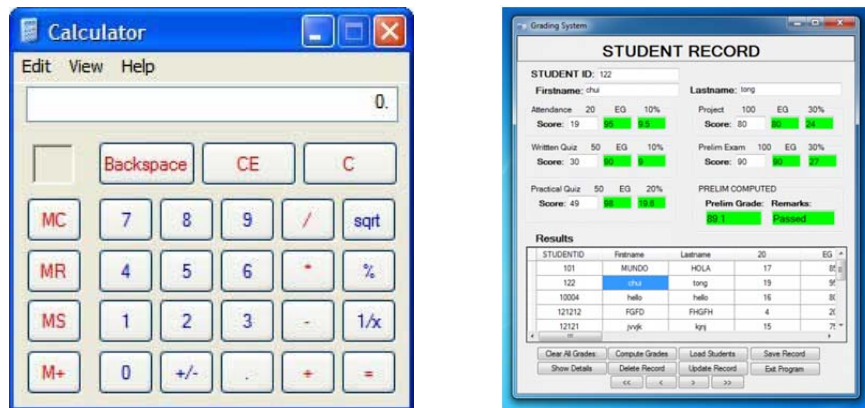 Calculator
Edit View Help
0.
Backspace CE C
MC 7 8 9 / sqrt
MR 4 5 6 * %
MS 1 2 3 - 1/x
M+ 0 +/- . + =
Grading System
STUDENT RECORD
STUDENT ID: 122
Firstname: chui Lastname: tong
Attendance 20 EG 10% Project 100 EG 30%
Score: 19 95 9.5 Score: 80 80 24
Written Quiz 50 EG 10% Prelim Exam 100 EG 30%
Score: 30 90 9 Score: 90 90 27
Practical Quiz 50 EG 20% PRELIM COMPUTED
Score: 49 98 19.6 Prelim Grade: Remarks:
89.1 Passed
Results
STUDENTID Firstname Lastname 20 EG
101 MUNDO HOLA 17
122 chui tong 19
10004 hello hello 16
121212 FGFD FHGFH 4
12121 15
Clear All Grades: Compute Grades Load Students Save Record
Show Details Delete Record Update Record Exit Program
<< < > >>